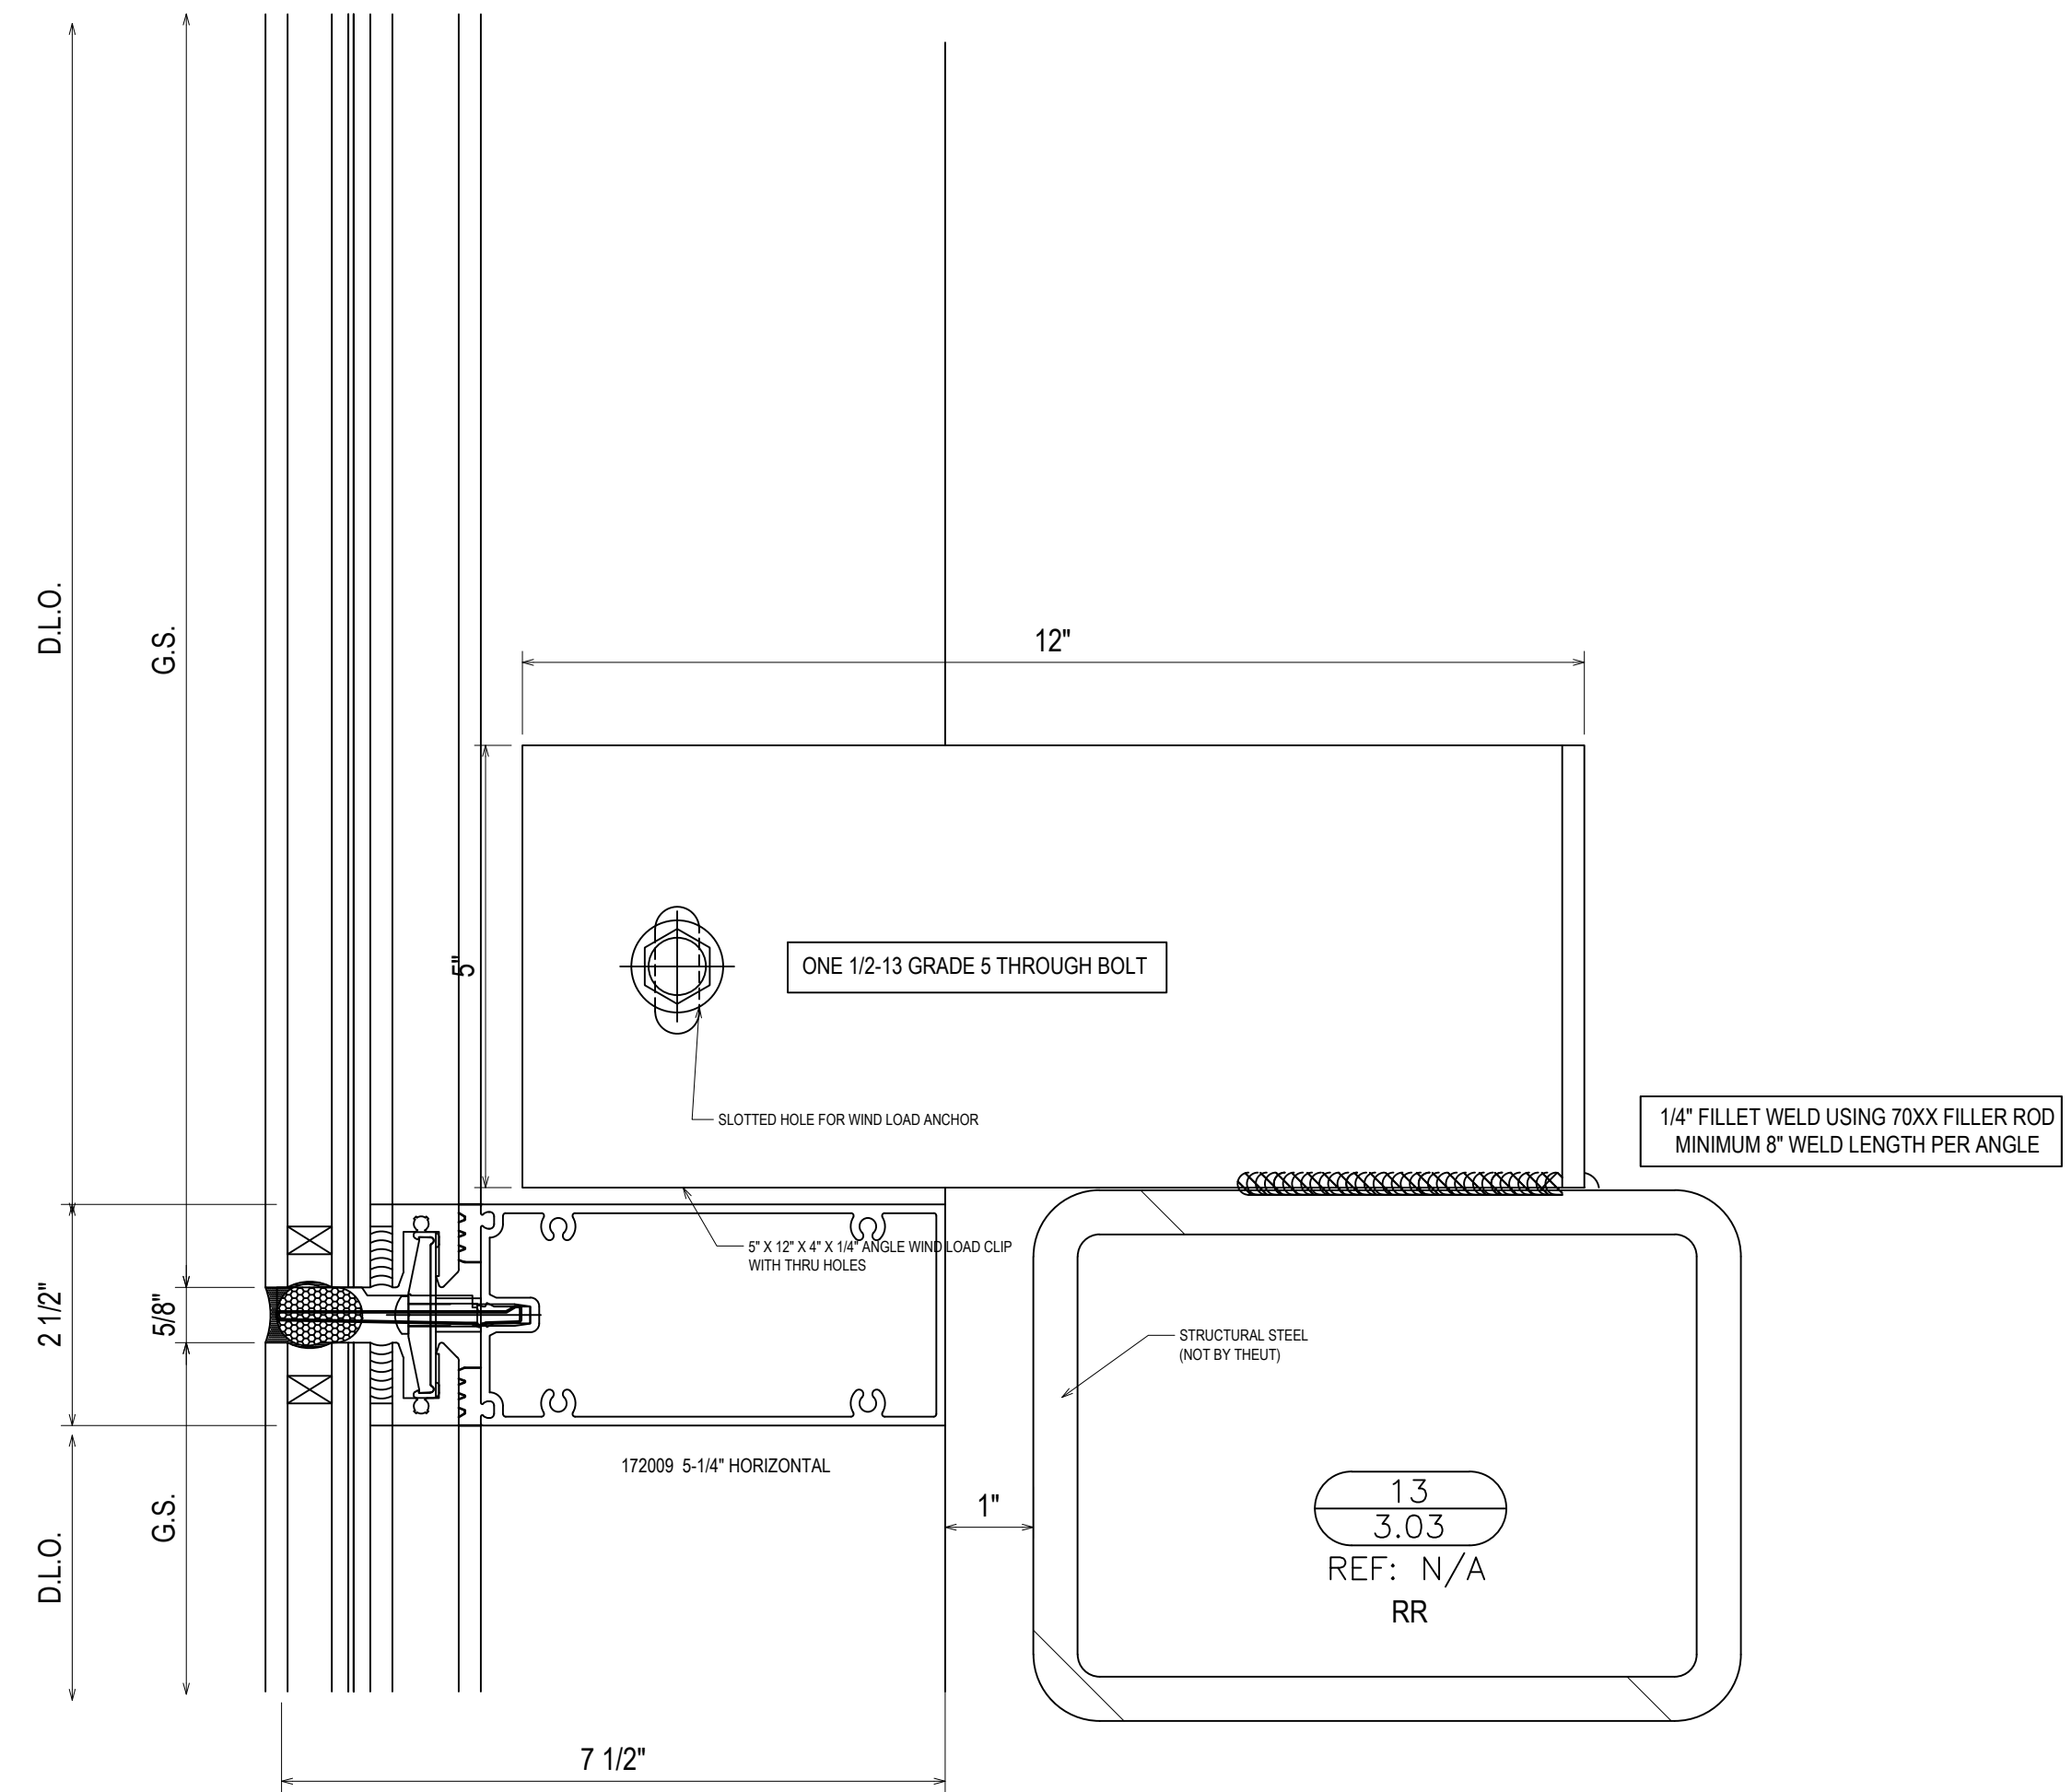 D.L.O.
G.S.
12"
5"
ONE 1/2-13 GRADE 5 THROUGH BOLT
SLOTTED HOLE FOR WIND LOAD ANCHOR
1/4" FILLET WELD USING 70XX FILLER ROD
MINIMUM 8" WELD LENGTH PER ANGLE
5" X 12" X 4" X 1/4" ANGLE WIND LOAD CLIP
WITH THRU HOLES
2 1/2"
5/8"
STRUCTURAL STEEL
(NOT BY THEUT)
172009 5-1/4" HORIZONTAL
1"
13
3.03
REF: N/A
RR
D.L.O.
G.S.
7 1/2"